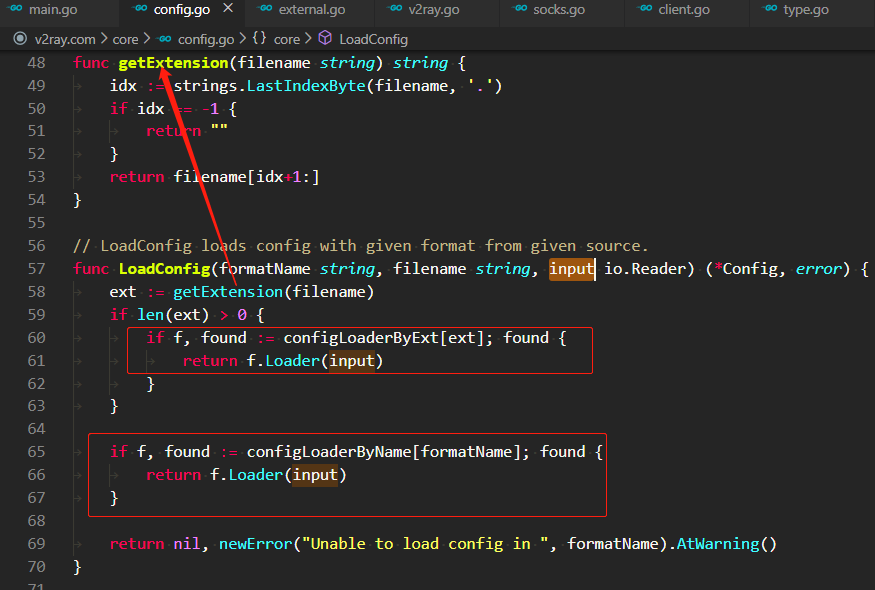 main.go config.go × external.go v2ray.go socks.go client.go type.go
v2ray.com > core > config.go > {} core > LoadConfig
48 func getExtension(filename string) string {
49 idx := strings.LastIndexByte(filename, '.')
50 if idx == -1 {
51 return ""
52 }
53 return filename[idx+1:]
54 }
55
56 // LoadConfig loads config with given format from given source.
57 func LoadConfig(formatName string, filename string, input io.Reader) (*Config, error) {
58 ext := getExtension(filename)
59 if len(ext) > 0 {
60 if f, found := configLoaderByExt[ext]; found {
61 return f.Loader(input)
62 }
63 }
64
65 if f, found := configLoaderByName[formatName]; found {
66 return f.Loader(input)
67 }
68
69 return nil, newError("Unable to load config in ", formatName).AtWarning()
70 }
71